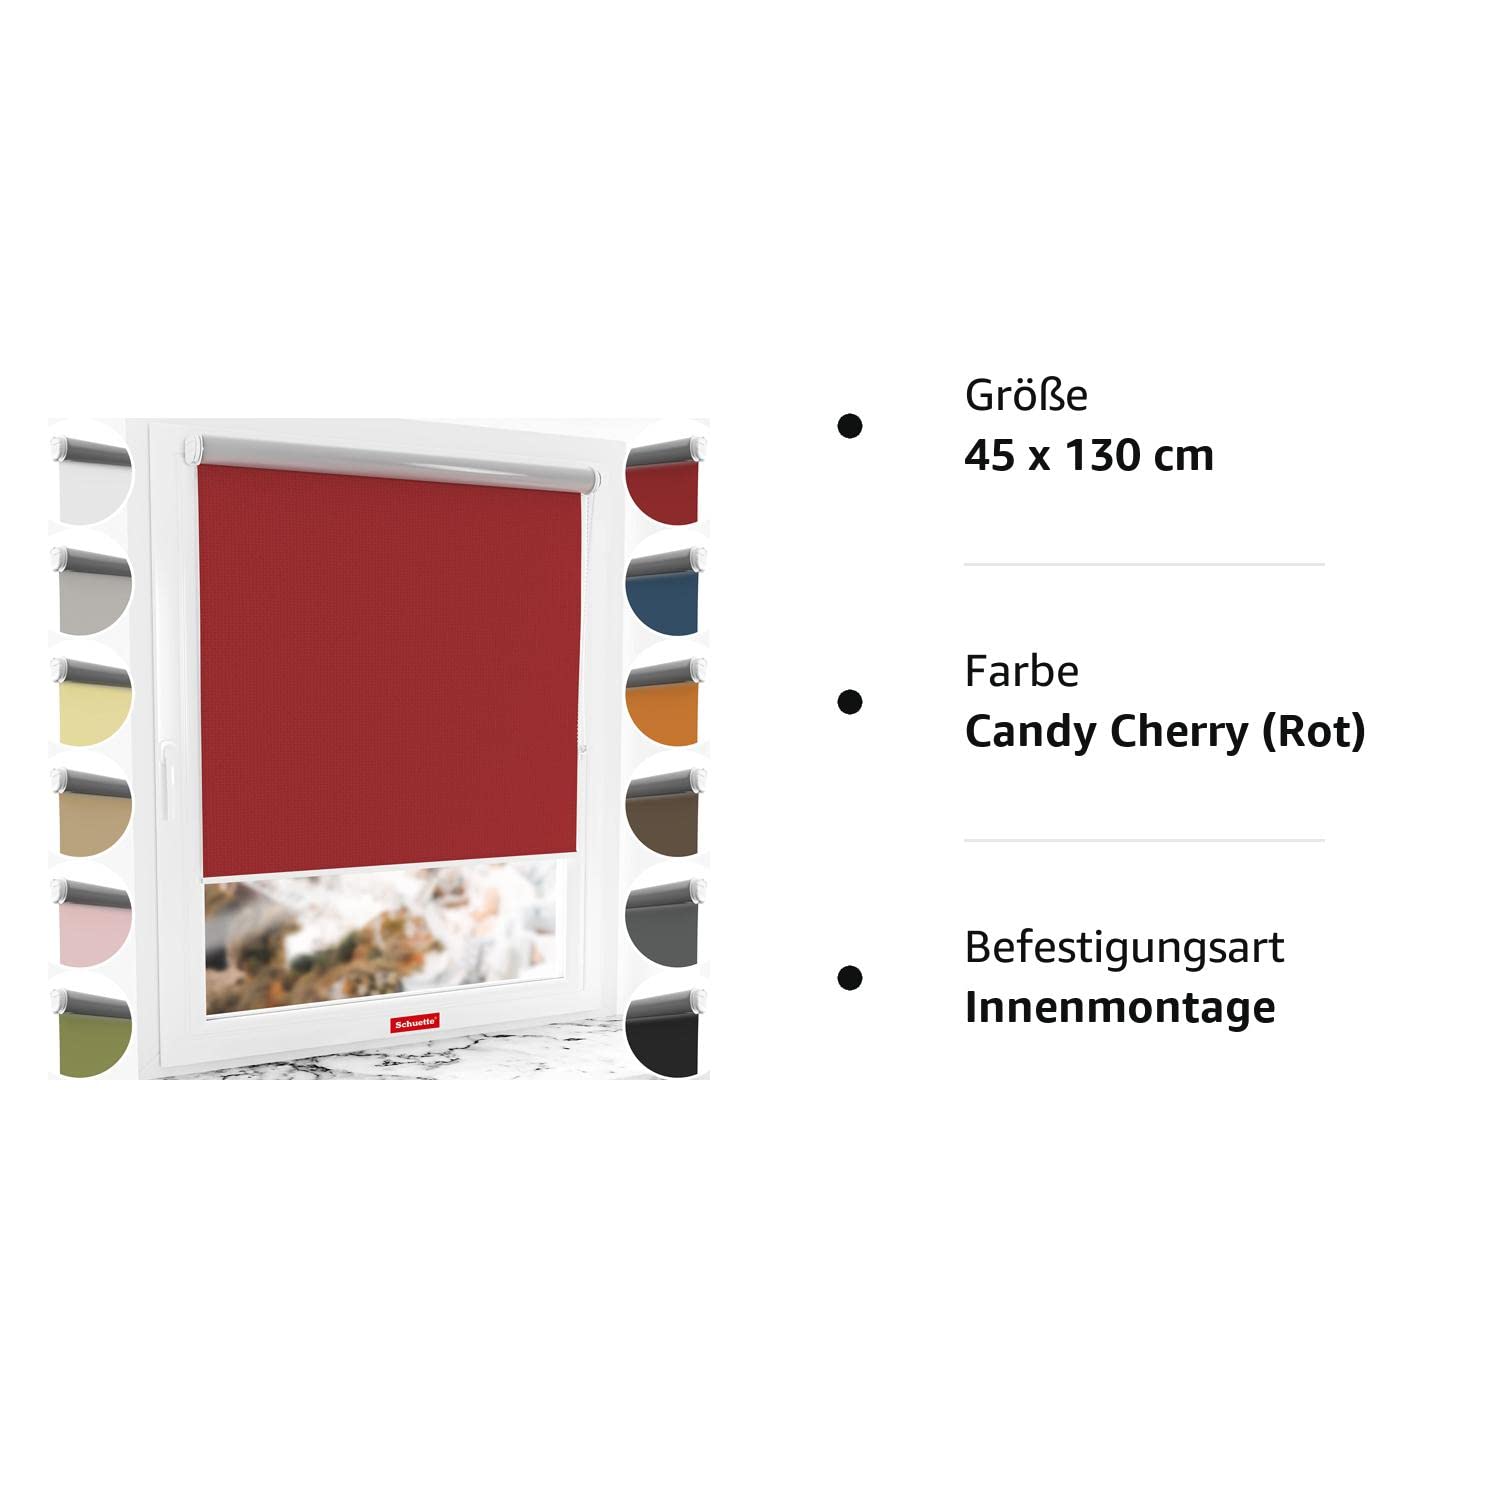 Größe
45 x 130 cm
Farbe
Candy Cherry (Rot)
Befestigungsart
Innenmontage
Schuette